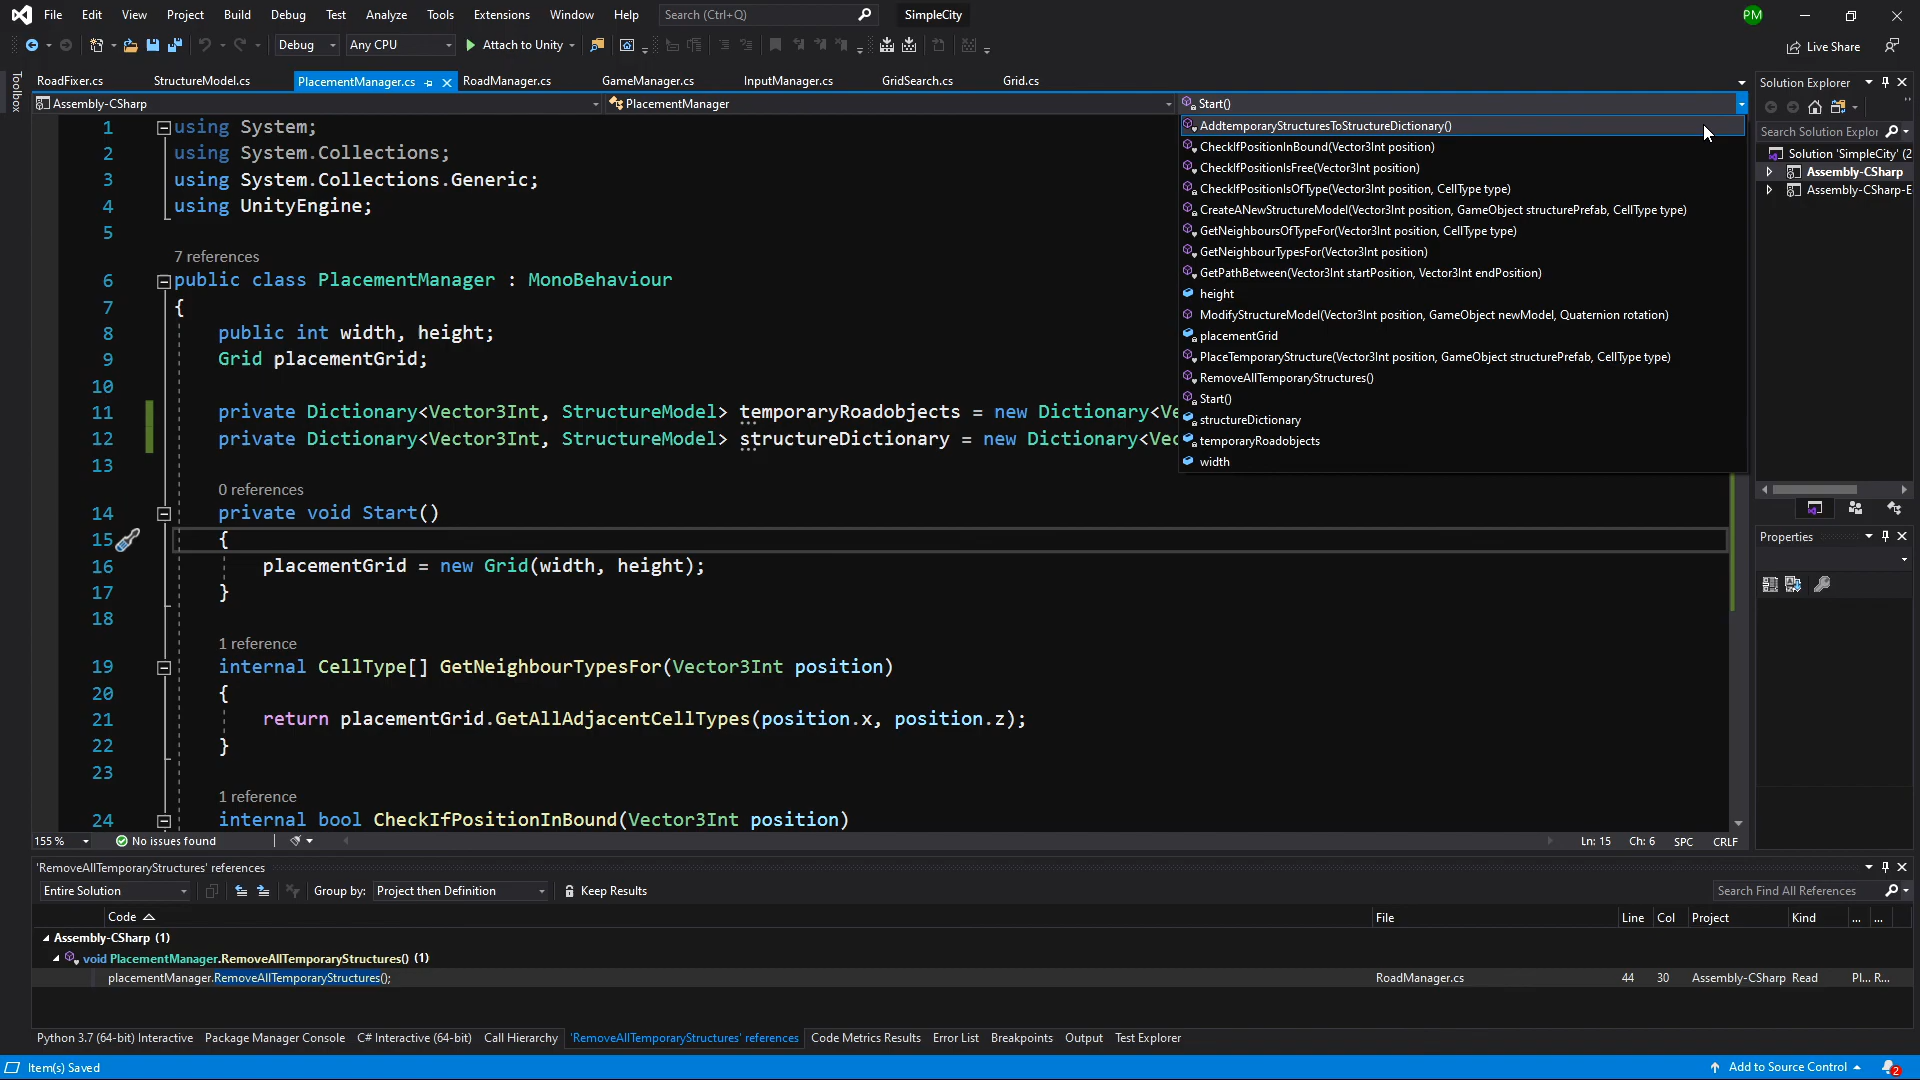 File Edit View Project Build Debug Test Analyze Tools Extensions Window Help Search (Ctrl+Q) SimpleCity PM
Debug Any CPU Attach to Unity Live Share
Toolbox
RoadFixer.cs StructureModel.cs PlacementManager.cs RoadManager.cs GameManager.cs InputManager.cs GridSearch.cs Grid.cs
Assembly-CSharp PlacementManager Start()
AddtemporaryStructuresToStructureDictionary()
CheckIfPositionInBound(Vector3Int position)
CheckIfPositionIsFree(Vector3Int position)
CheckIfPositionIsOfType(Vector3Int position, CellType type)
CreateANewStructureModel(Vector3Int position, GameObject structurePrefab, CellType type)
GetNeighboursOfTypeFor(Vector3Int position, CellType type)
GetNeighbourTypesFor(Vector3Int position)
GetPathBetween(Vector3Int startPosition, Vector3Int endPosition)
height
ModifyStructureModel(Vector3Int position, GameObject newModel, Quaternion rotation)
placementGrid
PlaceTemporaryStructure(Vector3Int position, GameObject structurePrefab, CellType type)
RemoveAllTemporaryStructures()
Start()
structureDictionary
temporaryRoadobjects
width
1 using System;
2 using System.Collections;
3 using System.Collections.Generic;
4 using UnityEngine;
5
7 references
6 public class PlacementManager : MonoBehaviour
7 {
8 public int width, height;
9 Grid placementGrid;
10
11 private Dictionary<Vector3Int, StructureModel> temporaryRoadobjects = new Dictionary<Ve
12 private Dictionary<Vector3Int, StructureModel> structureDictionary = new Dictionary<Vec
13
0 references
14 private void Start()
15 {
16 placementGrid = new Grid(width, height);
17 }
18
1 reference
19 internal CellType[] GetNeighbourTypesFor(Vector3Int position)
20 {
21 return placementGrid.GetAllAdjacentCellTypes(position.x, position.z);
22 }
23
1 reference
24 internal bool CheckIfPositionInBound(Vector3Int position)
155 % No issues found Ln: 15 Ch: 6 SPC CRLF
Solution Explorer
Search Solution Explor
Solution 'SimpleCity' (2
Assembly-CSharp
Assembly-CSharp-E
Properties
'RemoveAllTemporaryStructures' references
Entire Solution Group by: Project then Definition Keep Results Search Find All References
Code File Line Col Project Kind ... ...
Assembly-CSharp (1)
void PlacementManager.RemoveAllTemporaryStructures() (1)
placementManager.RemoveAllTemporaryStructures(); RoadManager.cs 44 30 Assembly-CSharp Read Pl... R...
Python 3.7 (64-bit) Interactive Package Manager Console C# Interactive (64-bit) Call Hierarchy 'RemoveAllTemporaryStructures' references Code Metrics Results Error List Breakpoints Output Test Explorer
Item(s) Saved Add to Source Control 2